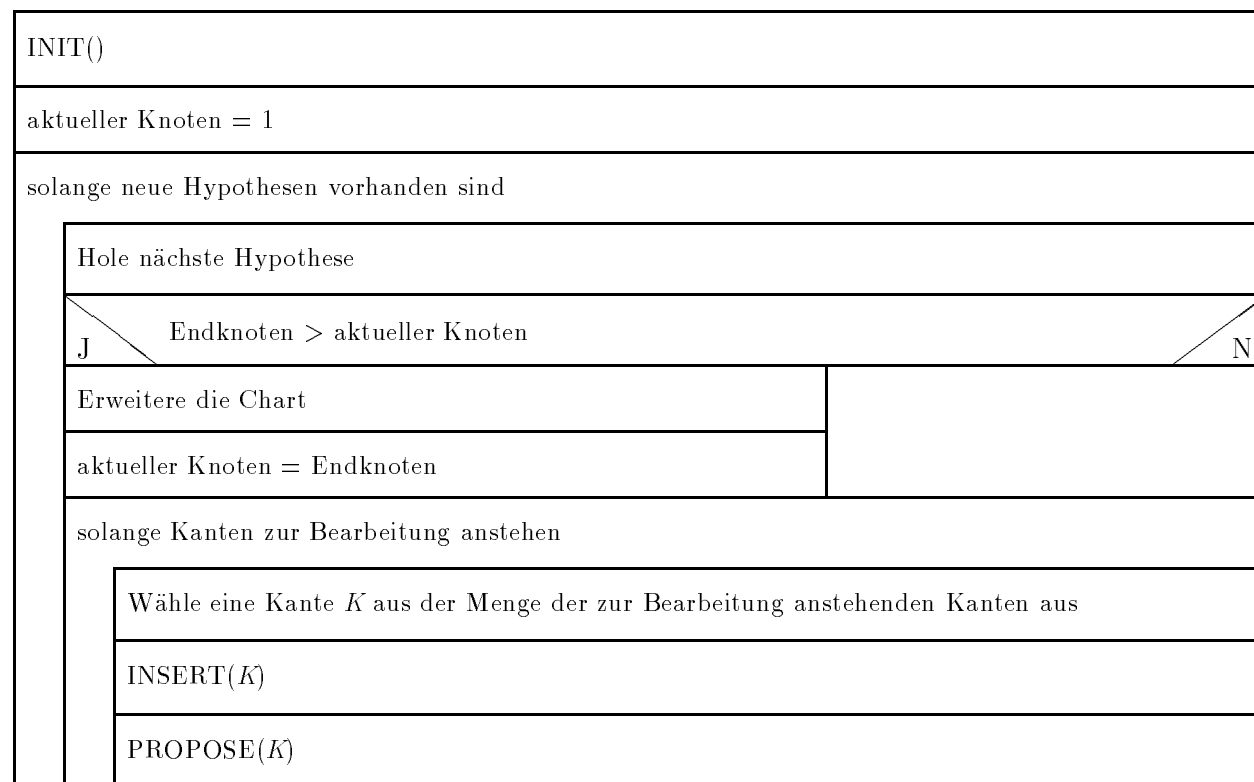 INIT()
aktueller Knoten = 1
solange neue Hypothesen vorhanden sind
Hole nächste Hypothese
Endknoten > aktueller Knoten
J
N
Erweitere die Chart
aktueller Knoten = Endknoten
solange Kanten zur Bearbeitung anstehen
Wähle eine Kante K aus der Menge der zur Bearbeitung anstehenden Kanten aus
INSERT(K)
PROPOSE(K)